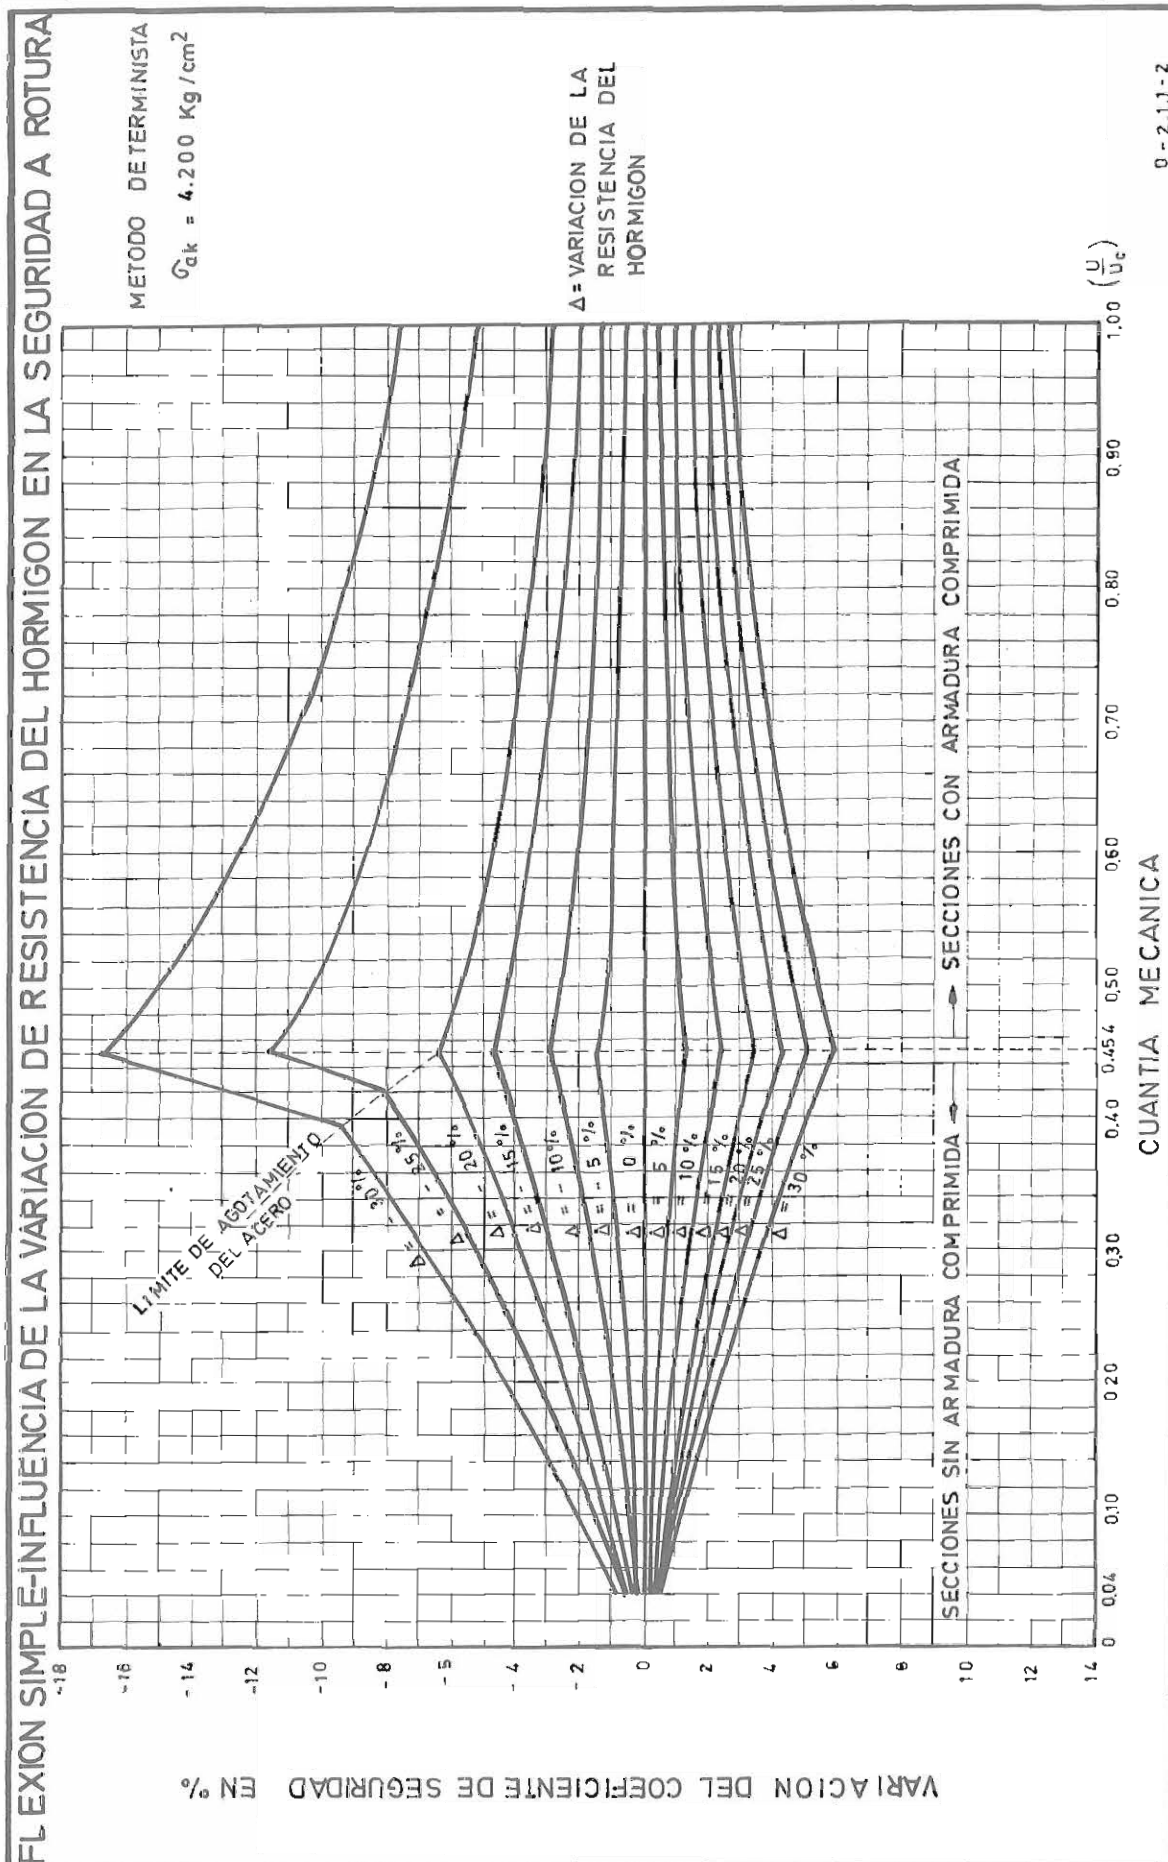 FLEXION SIMPLE-INFLUENCIA DE LA VARIACION DE RESISTENCIA DEL HORMIGON EN LA SEGURIDAD A ROTURA
METODO DETERMINISTA
σak = 4.200 Kg/cm2
Δ = VARIACION DE LA
RESISTENCIA DEL
HORMIGON
VARIACION DEL COEFICIENTE DE SEGURIDAD EN %
-18
-16
-14
-10
-8
-5
-4
-2
0
2
4
6
8
10
12
14
LIMITE DE AGOTAMIENTO
DEL ACERO
Δ = - 30%
Δ = - 25%
Δ = - 20%
Δ = - 15%
Δ = - 10%
Δ = - 5%
Δ = 0%
Δ = 5%
Δ = 10%
Δ = 15%
Δ = 20%
Δ = 25%
Δ = 30%
SECCIONES SIN ARMADURA COMPRIMIDA
SECCIONES CON ARMADURA COMPRIMIDA
0
0,04
0,10
0,20
0,30
0,40
0,454
0,50
0,60
0,70
0,80
0,90
1,00
(U/Uc)
CUANTIA MECANICA
0-2.1.1-2